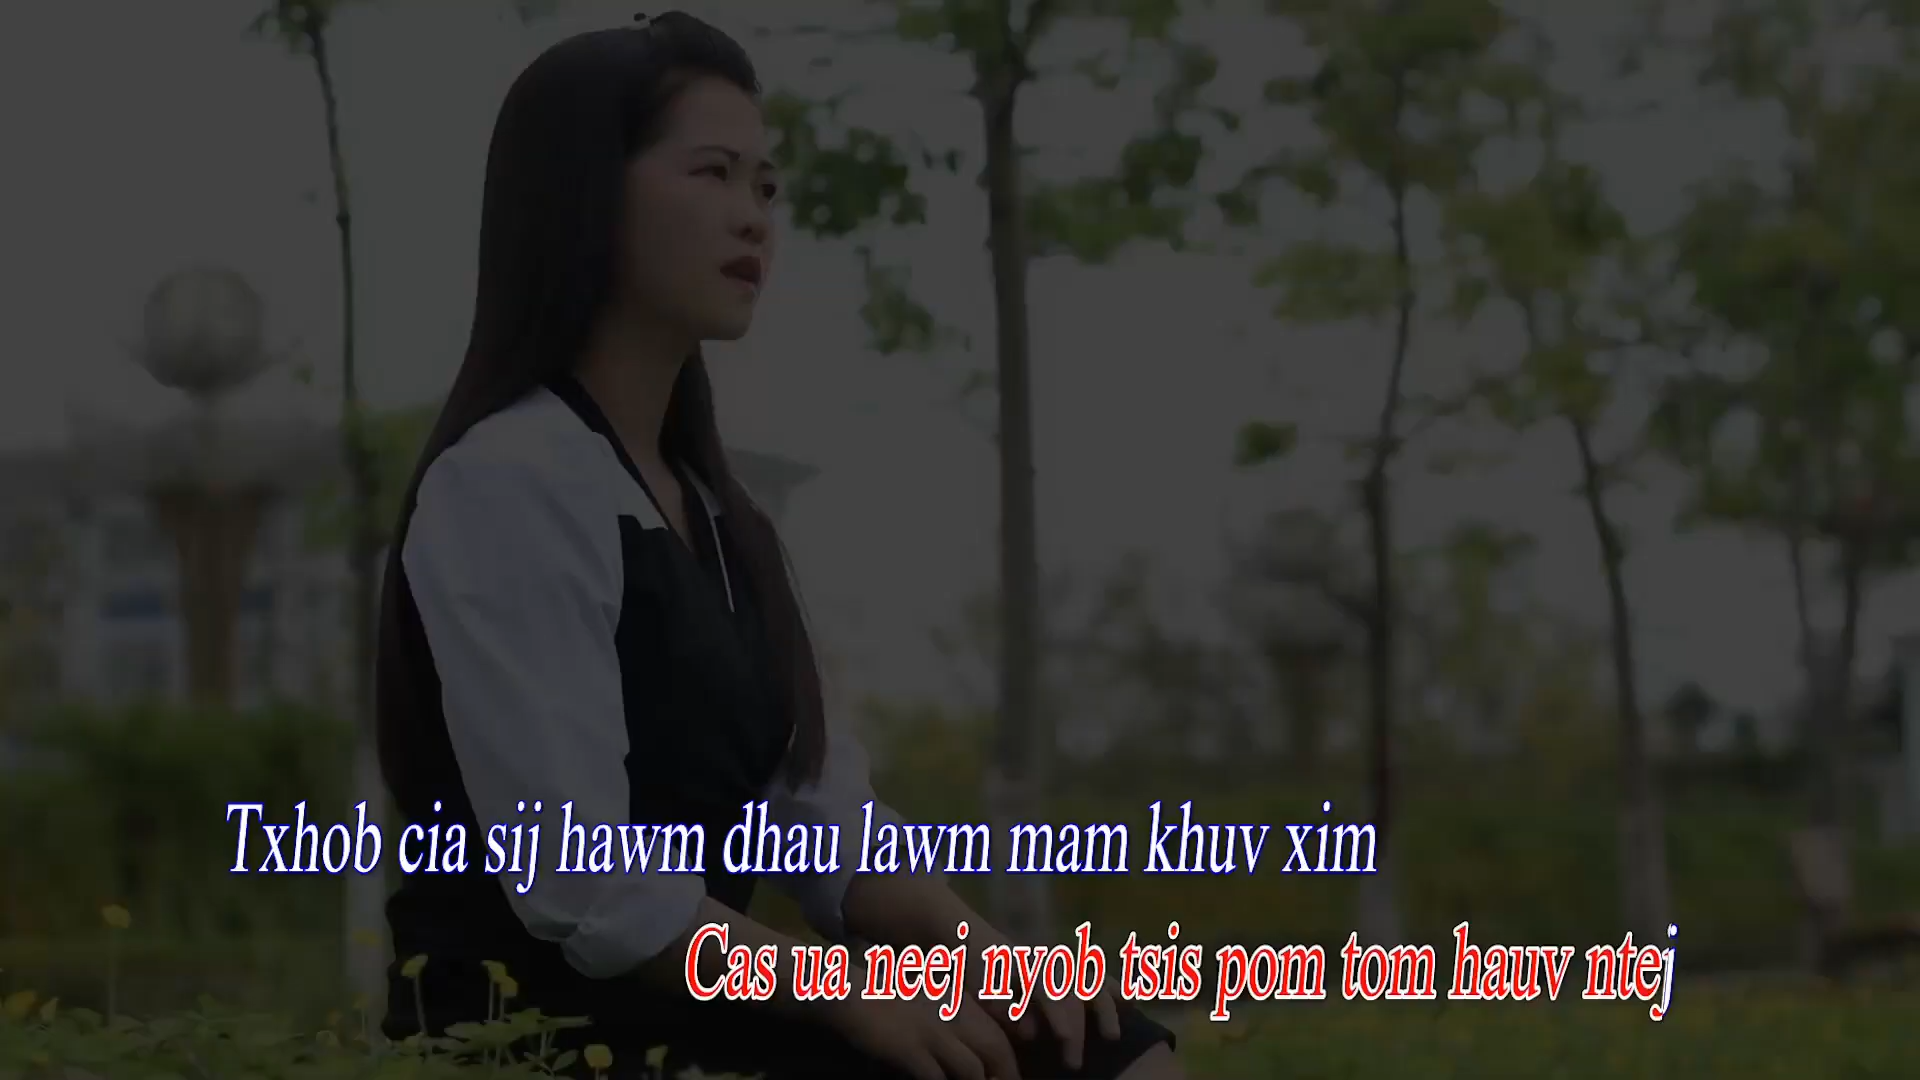 Txhob cia sij hawm dhau lawm mam khuv xim
Cas ua neej nyob tsis pom tom hauv ntej